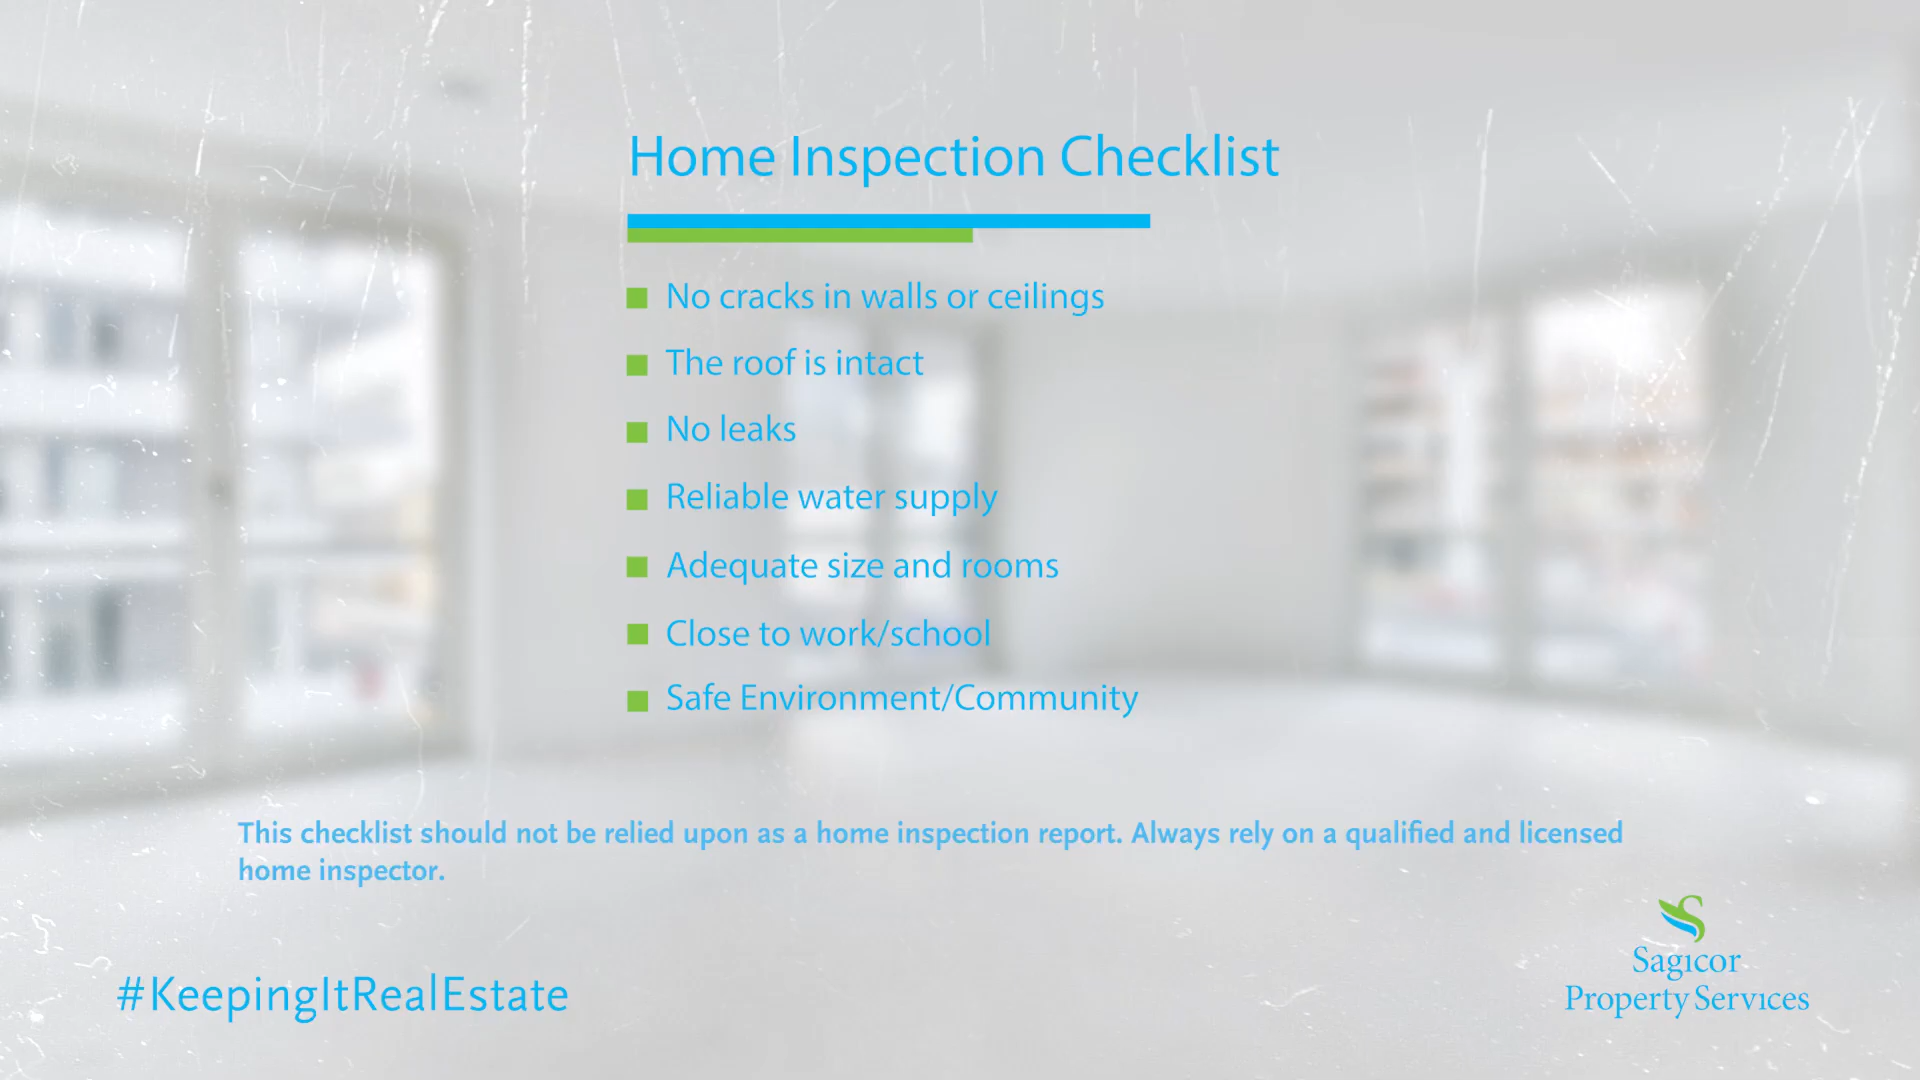 Home Inspection Checklist
No cracks in walls or ceilings
The roof is intact
No leaks
Reliable water supply
Adequate size and rooms
Close to work/school
Safe Environment/Community
This checklist should not be relied upon as a home inspection report. Always rely on a qualified and licensed
home inspector.
#KeepingItRealEstate
Sagicor
Property Services